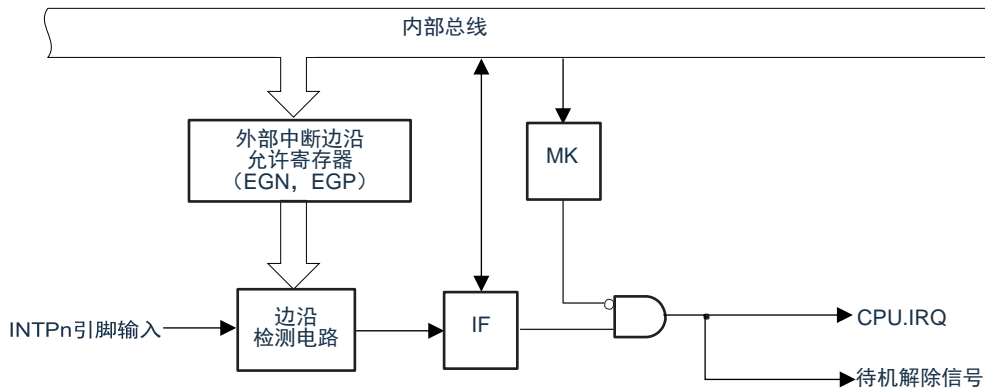 内部总线
外部中断边沿
允许寄存器
（EGN，EGP）
MK
INTPn引脚输入
边沿
检测电路
IF
CPU.IRQ
待机解除信号